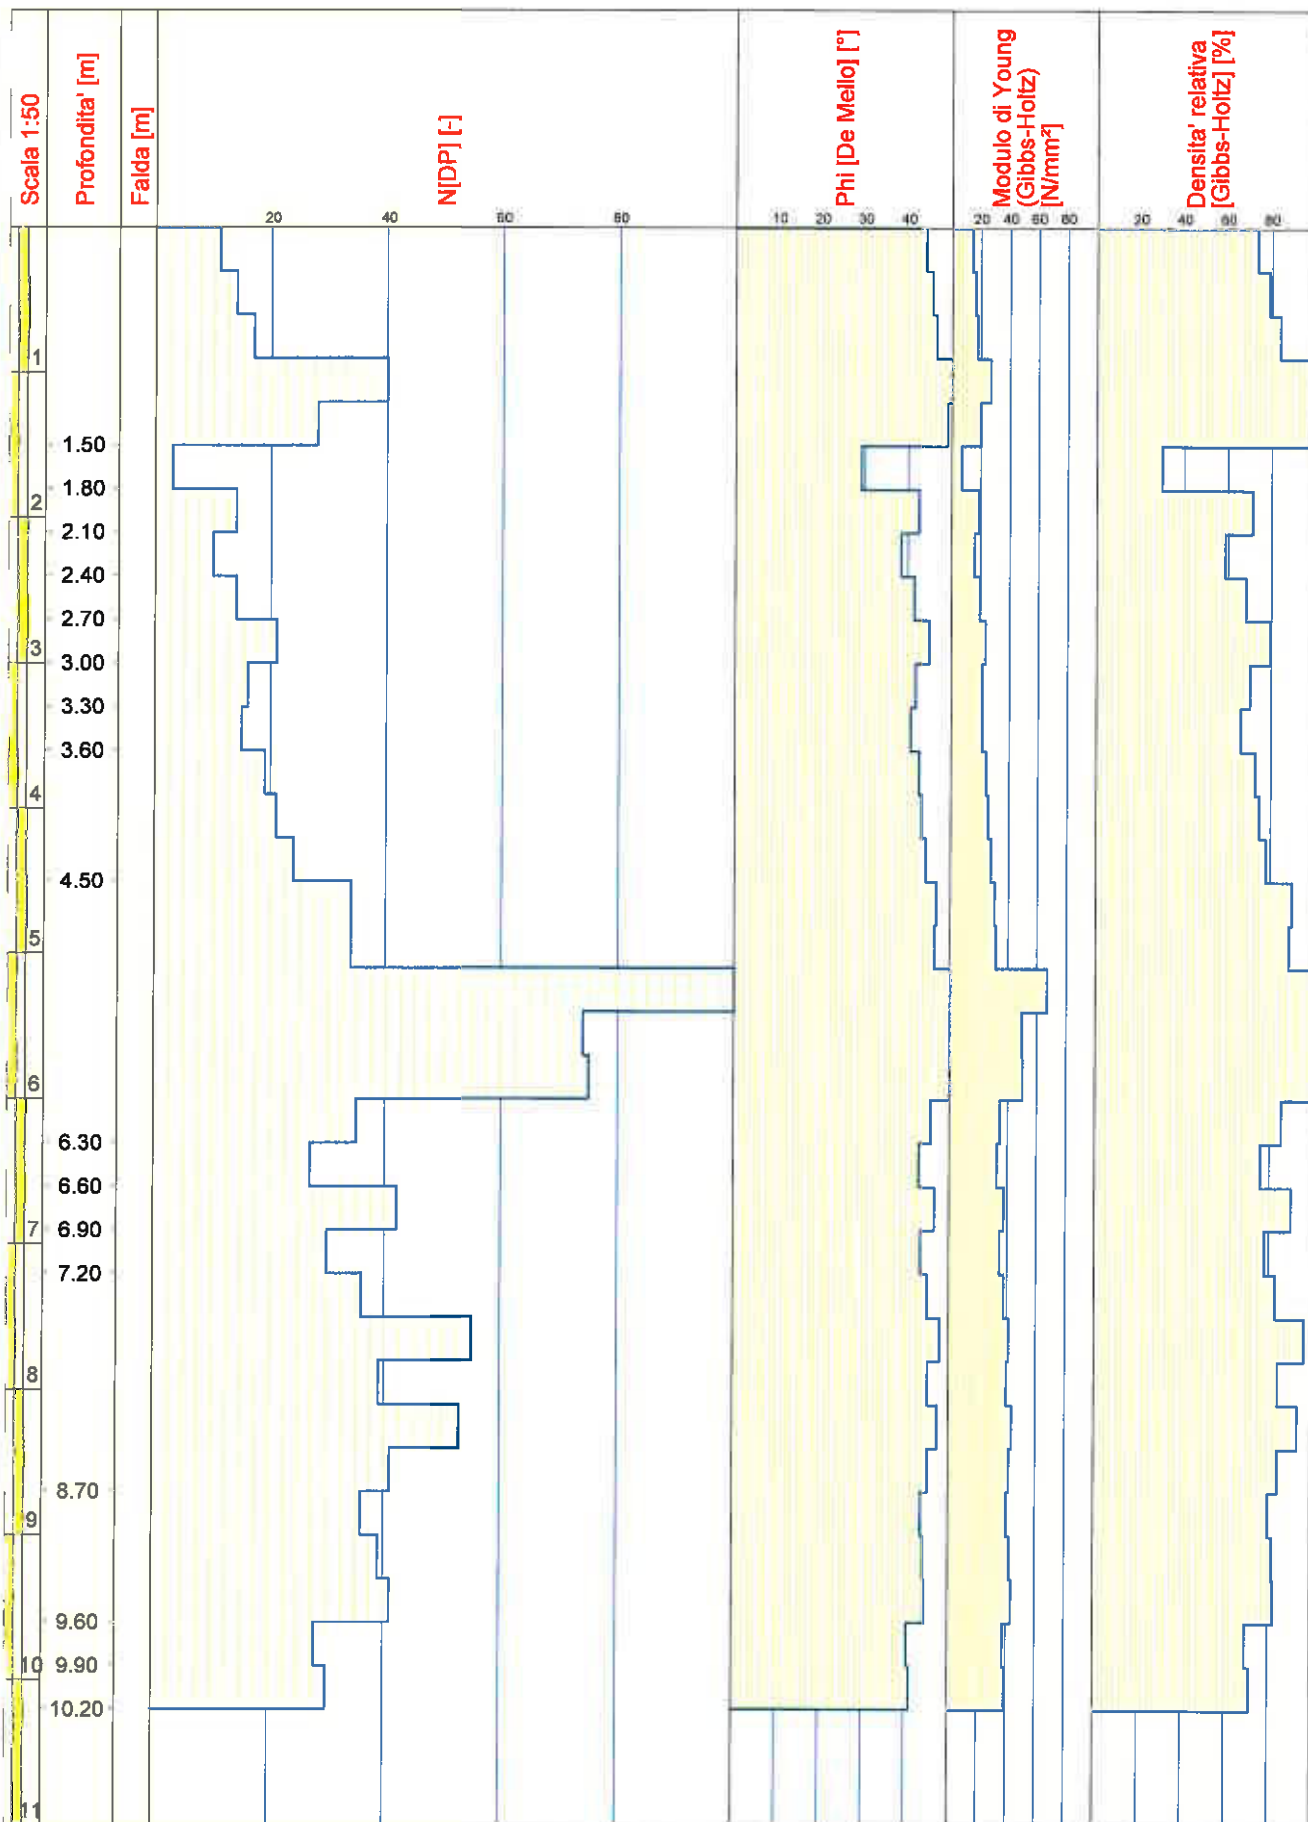 Scala 1:50
Profondita' [m]
Falda [m]
N[DP] [-]
Phi [De Mello] [°]
Modulo di Young
(Gibbs-Holtz)
[N/mm²]
Densita' relativa
[Gibbs-Holtz] [%]
20 40 60 80
10 20 30 40
20 40 60 80
20 40 60 80
1
1.50
1.80
2
2.10
2.40
2.70
3
3.00
3.30
3.60
4
4.50
5
6
6.30
6.60
7
6.90
7.20
8
8.70
9
9.60
10
9.90
10.20
11